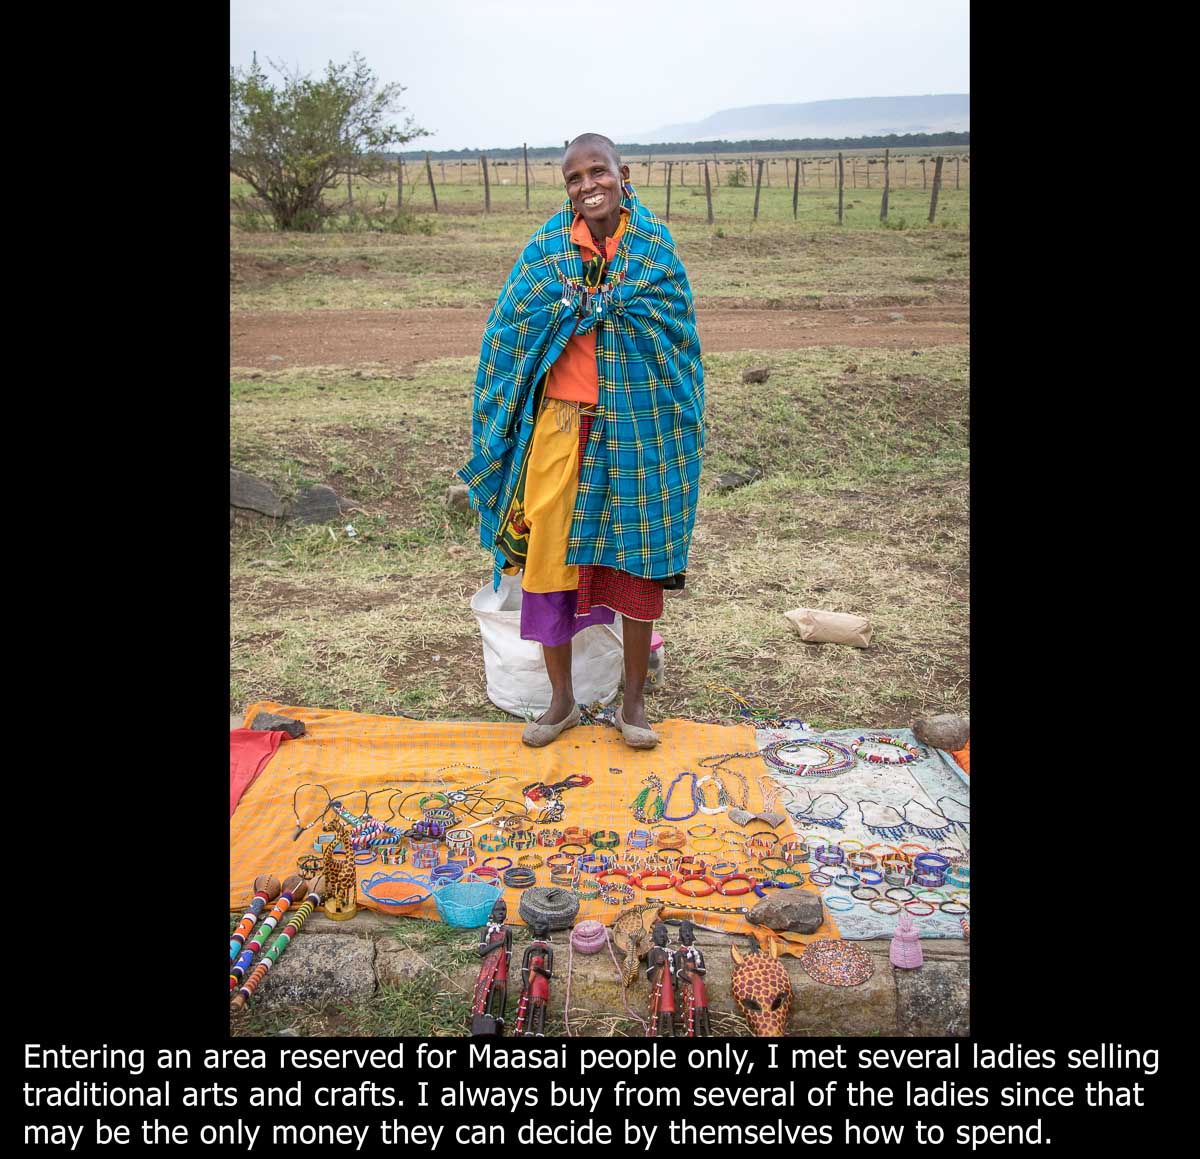 Entering an area reserved for Maasai people only, I met several ladies selling
traditional arts and crafts. I always buy from several of the ladies since that
may be the only money they can decide by themselves how to spend.